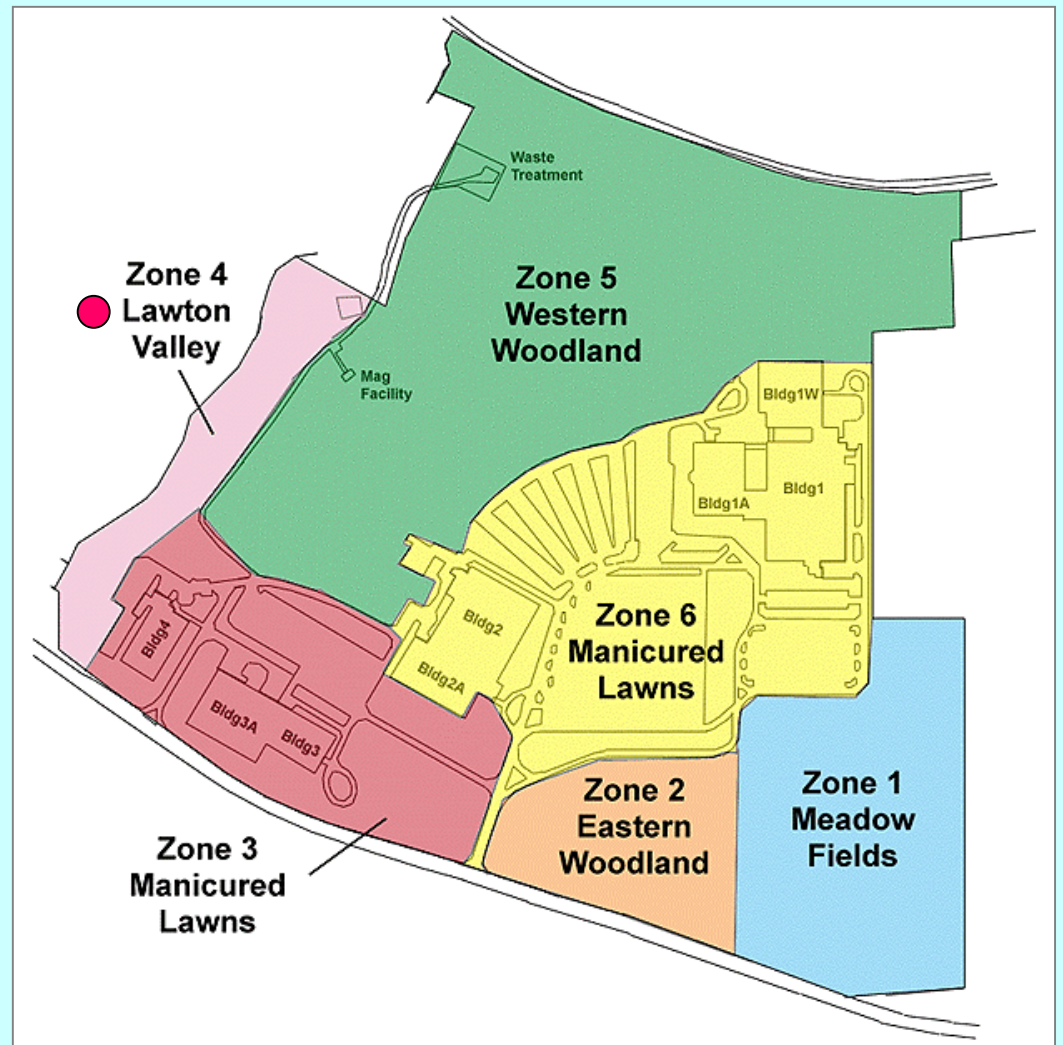 Waste
Treatment
Zone 4
Lawton
Valley
Zone 5
Western
Woodland
Mag
Facility
Bldg1W
Bldg1
Bldg1A
Zone 6
Manicured
Lawns
Bldg2
Bldg2A
Bldg4
Bldg3A
Bldg3
Zone 3
Manicured
Lawns
Zone 2
Eastern
Woodland
Zone 1
Meadow
Fields